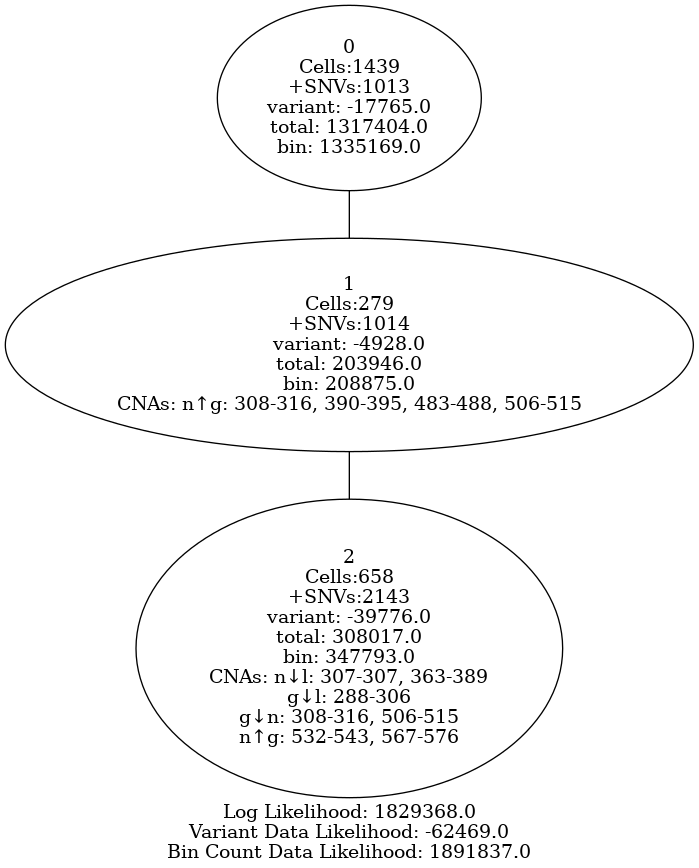 0
Cells:1439
+SNVs:1013
variant: -17765.0
total: 1317404.0
bin: 1335169.0
1
Cells:279
+SNVs:1014
variant: -4928.0
total: 203946.0
bin: 208875.0
CNAs: n↑g: 308-316, 390-395, 483-488, 506-515
2
Cells:658
+SNVs:2143
variant: -39776.0
total: 308017.0
bin: 347793.0
CNAs: n↓l: 307-307, 363-389
g↓l: 288-306
g↓n: 308-316, 506-515
n↑g: 532-543, 567-576
Log Likelihood: 1829368.0
Variant Data Likelihood: -62469.0
Bin Count Data Likelihood: 1891837.0